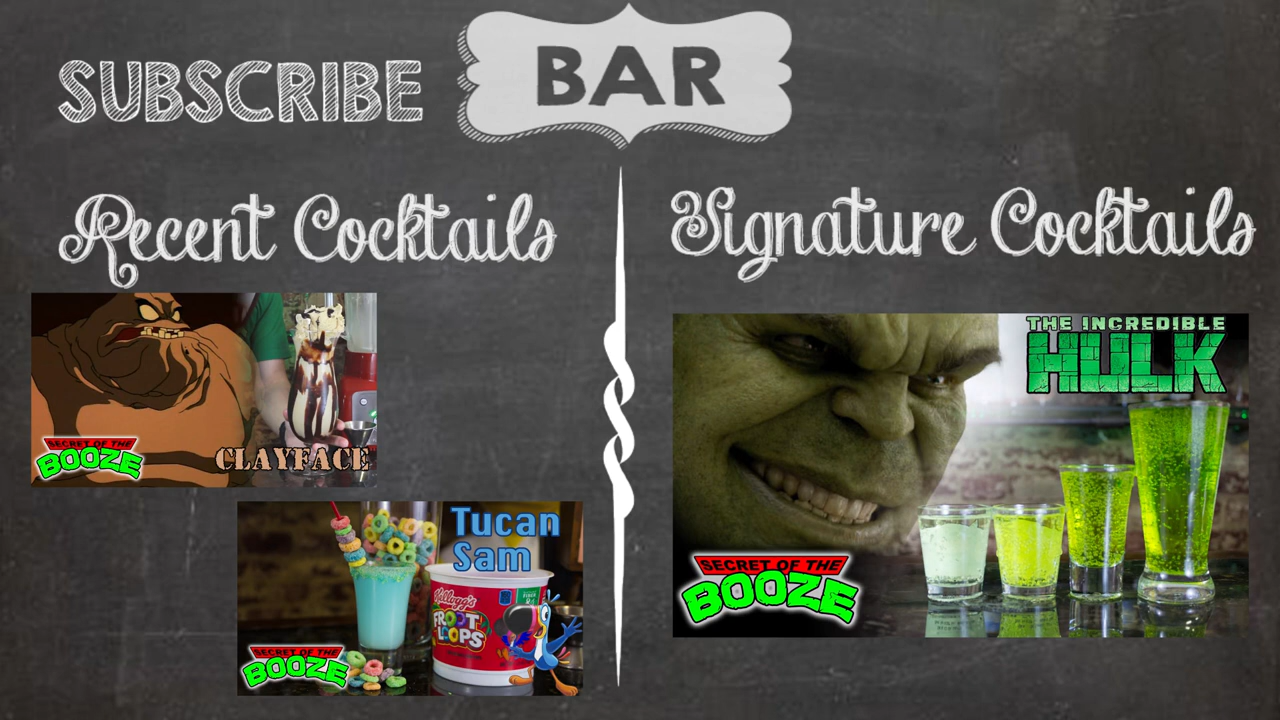 SUBSCRIBE
BAR
Recent Cocktails
Signature Cocktails
SECRET OF THE
BOOZE
CLAYFACE
Tucan
Sam
Kellogg's
FROOT
LOOPS
SECRET OF THE
BOOZE
THE INCREDIBLE
HULK
SECRET OF THE
BOOZE